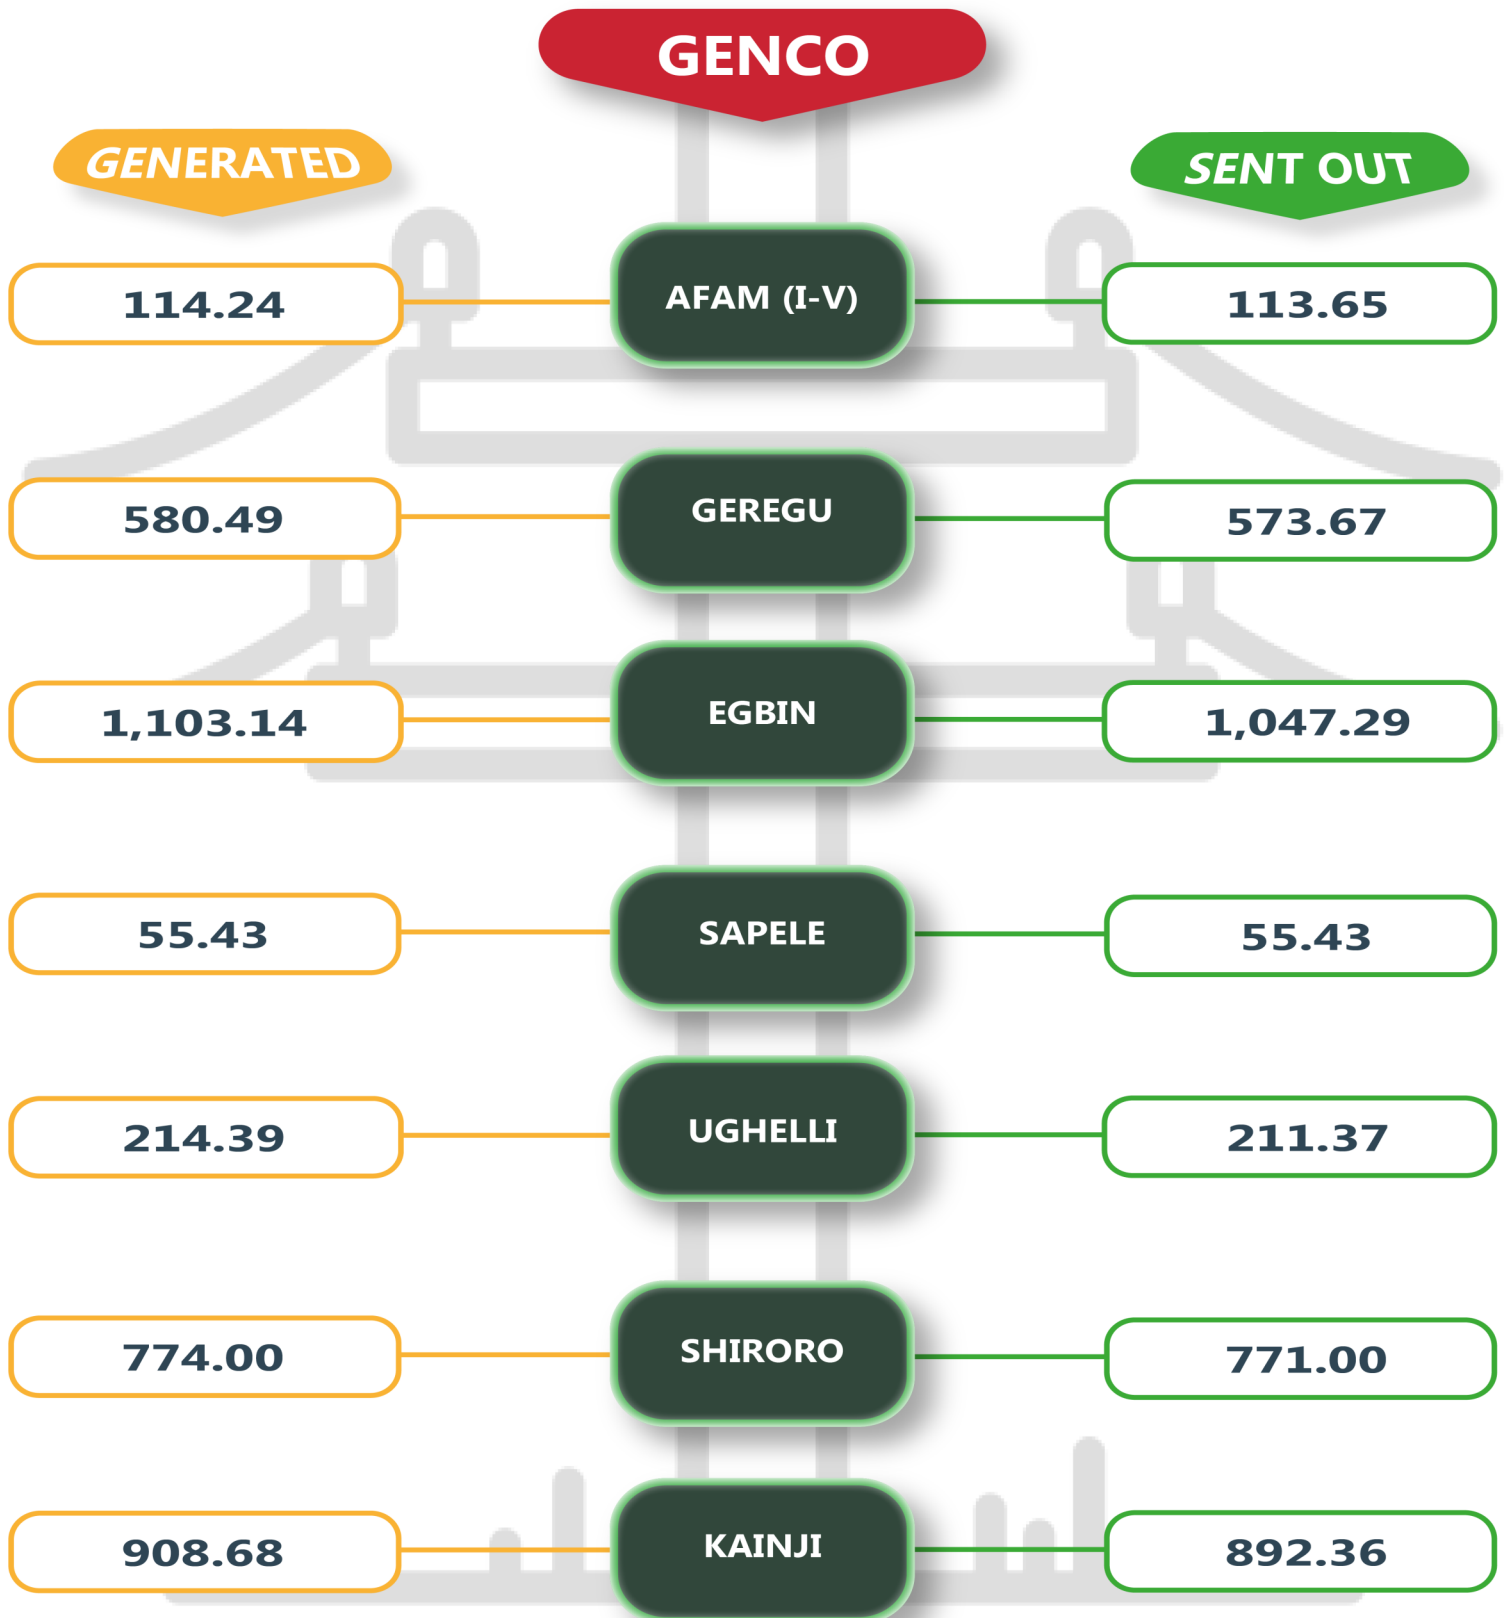 GENCO
GENERATED
SENT OUT
114.24
AFAM (I-V)
113.65
580.49
GEREGU
573.67
1,103.14
EGBIN
1,047.29
55.43
SAPELE
55.43
214.39
UGHELLI
211.37
774.00
SHIRORO
771.00
908.68
KAINJI
892.36